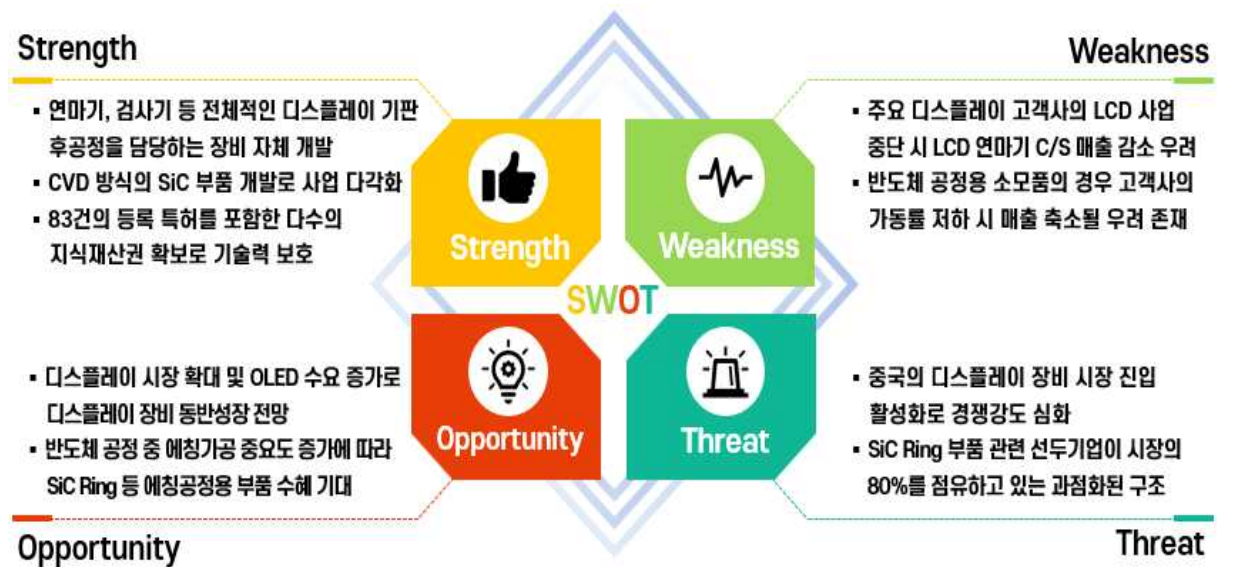 Strength
▪ 연마기, 검사기 등 전체적인 디스플레이 기판
후공정을 담당하는 장비 자체 개발
▪ CVD 방식의 SiC 부품 개발로 사업 다각화
▪ 83건의 등록 특허를 포함한 다수의
지식재산권 확보로 기술력 보호
Weakness
▪ 주요 디스플레이 고객사의 LCD 사업
중단 시 LCD 연마기 C/S 매출 감소 우려
▪ 반도체 공정용 소모품의 경우 고객사의
가동률 저하 시 매출 축소될 우려 존재
Strength
Weakness
SWOT
Opportunity
Threat
▪ 디스플레이 시장 확대 및 OLED 수요 증가로
디스플레이 장비 동반성장 전망
▪ 반도체 공정 중 에칭가공 중요도 증가에 따라
SiC Ring 등 에칭공정용 부품 수혜 기대
Opportunity
▪ 중국의 디스플레이 장비 시장 진입
활성화로 경쟁강도 심화
▪ SiC Ring 부품 관련 선두기업이 시장의
80%를 점유하고 있는 과점화된 구조
Threat